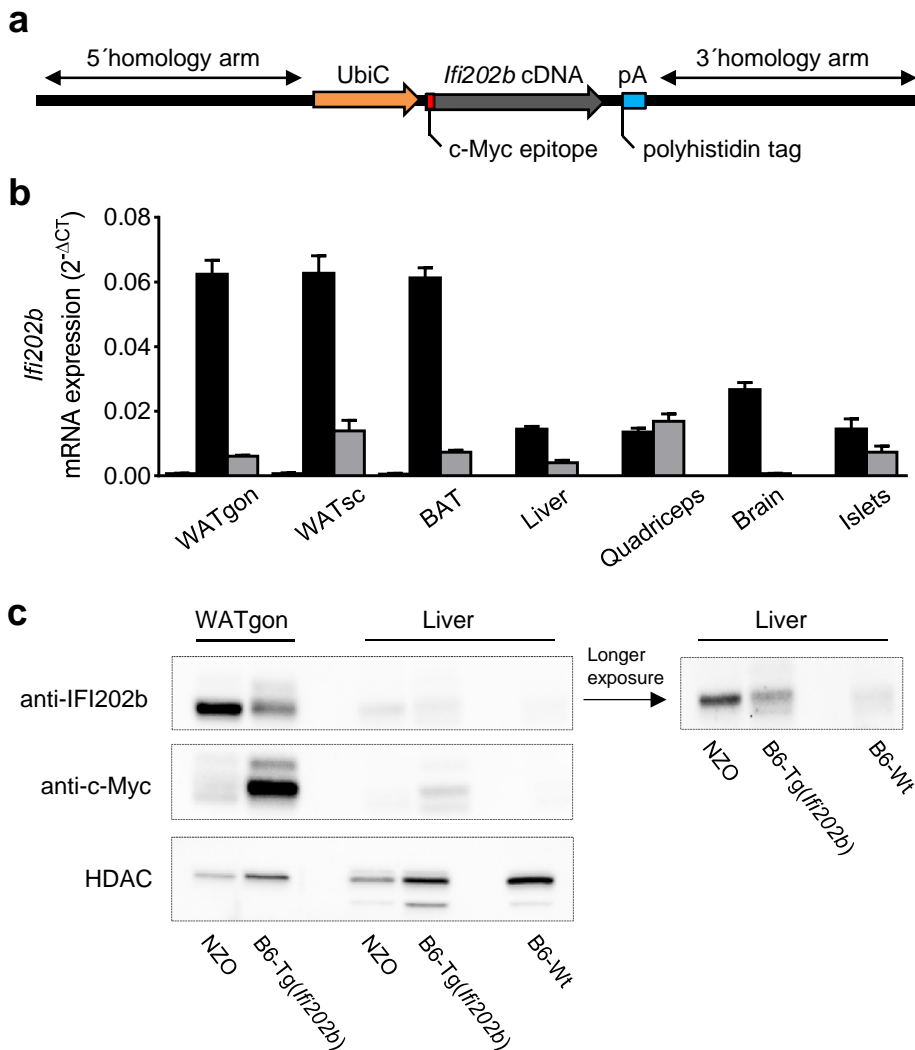 a
5´homology arm
UbiC
Ifi202b cDNA
pA
3´homology arm
c-Myc epitope
polyhistidin tag
b
Ifi202b
mRNA expression (2-ΔCT)
0.08
0.06
0.04
0.02
0.00
WATgon
WATsc
BAT
Liver
Quadriceps
Brain
Islets
c
WATgon
Liver
Longer
exposure
Liver
anti-IFI202b
anti-c-Myc
HDAC
NZO
B6-Tg(Ifi202b)
NZO
B6-Tg(Ifi202b)
B6-Wt
NZO
B6-Tg(Ifi202b)
B6-Wt